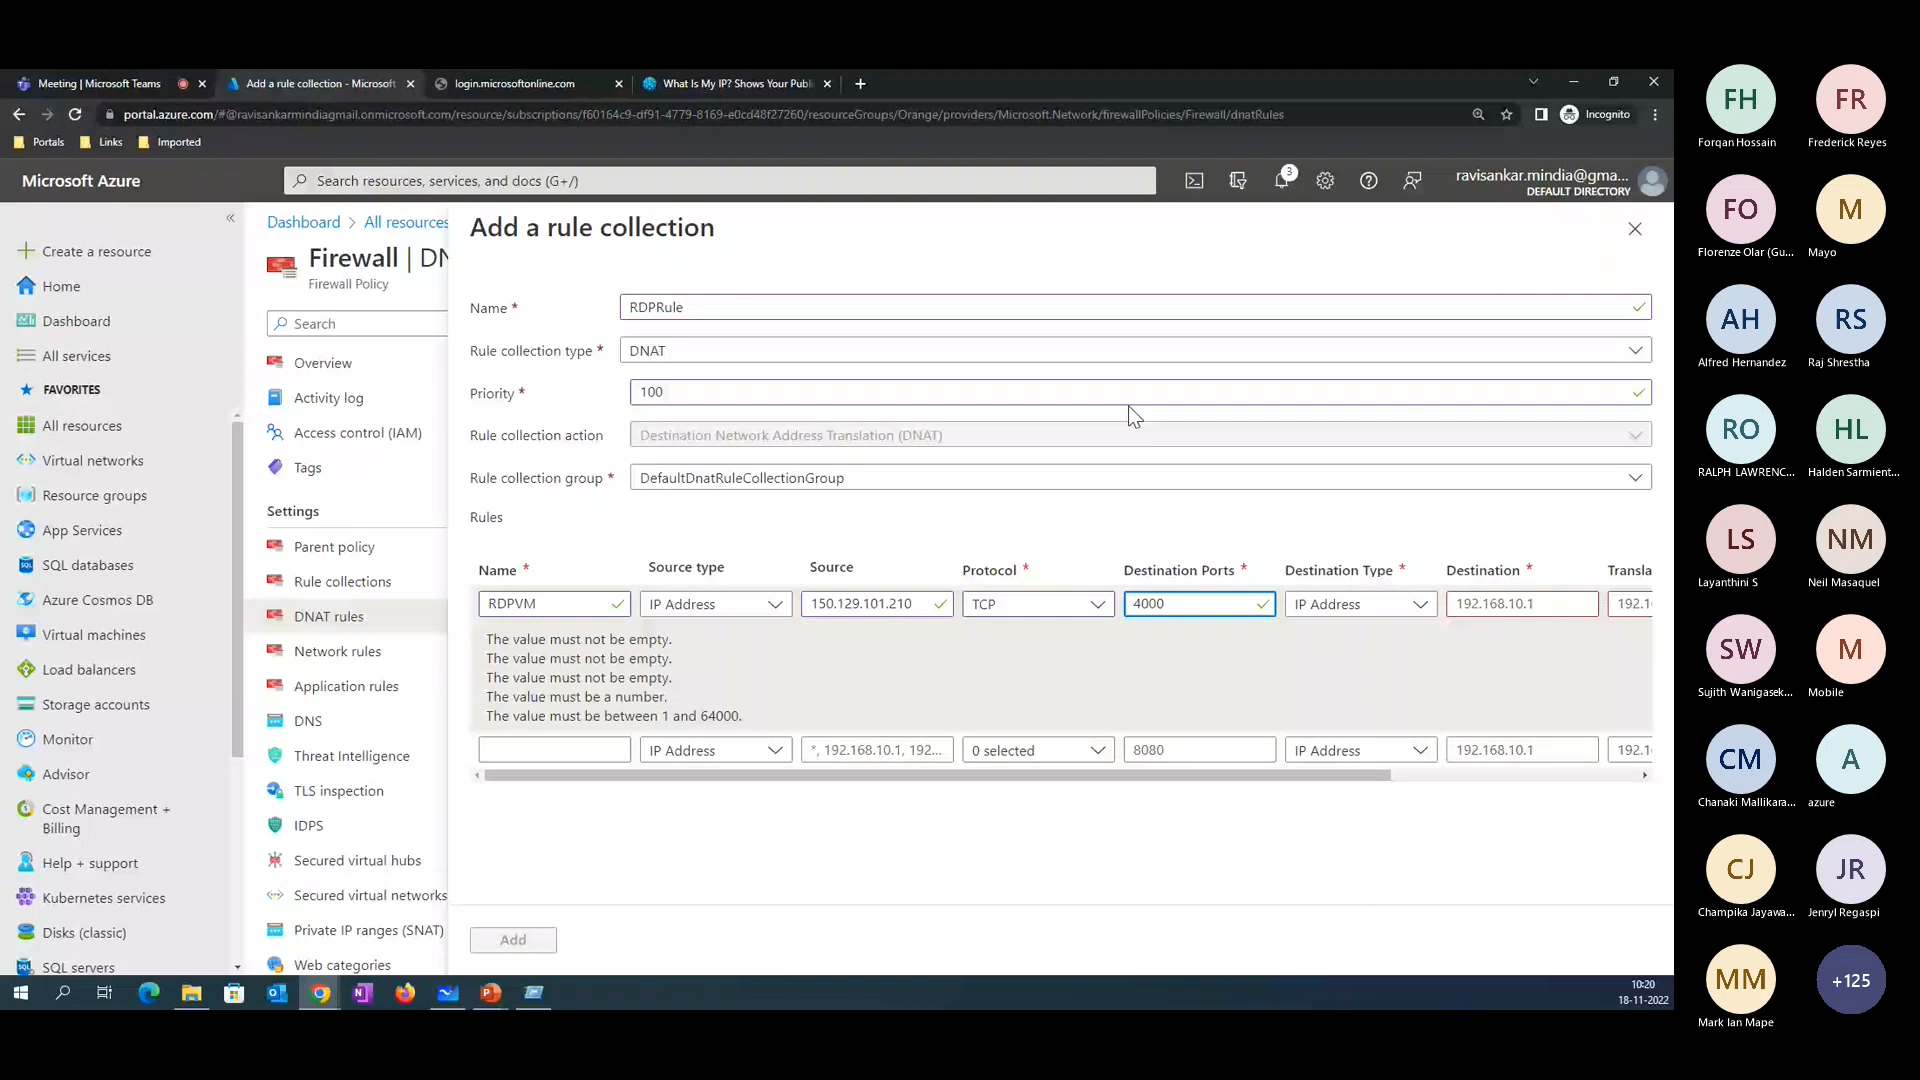 Meeting | Microsoft Teams
Add a rule collection - Microsoft
login.microsoftonline.com
What Is My IP? Shows Your Publi
portal.azure.com/#@ravisankarmindiagmail.onmicrosoft.com/resource/subscriptions/f60164c9-df91-4779-8169-e0cd48f27260/resourceGroups/Orange/providers/Microsoft.Network/firewallPolicies/Firewall/dnatRules
Incognito
Portals
Links
Imported
Microsoft Azure
Search resources, services, and docs (G+/)
3
ravisankar.mindia@gma...
DEFAULT DIRECTORY
Create a resource
Home
Dashboard
All services
FAVORITES
All resources
Virtual networks
Resource groups
App Services
SQL databases
Azure Cosmos DB
Virtual machines
Load balancers
Storage accounts
Monitor
Advisor
Cost Management +
Billing
Help + support
Kubernetes services
Disks (classic)
SQL servers
Dashboard > All resources
Firewall | DN
Firewall Policy
Search
Overview
Activity log
Access control (IAM)
Tags
Settings
Parent policy
Rule collections
DNAT rules
Network rules
Application rules
DNS
Threat Intelligence
TLS inspection
IDPS
Secured virtual hubs
Secured virtual networks
Private IP ranges (SNAT)
Web categories
Add a rule collection
Name * RDPRule
Rule collection type * DNAT
Priority * 100
Rule collection action Destination Network Address Translation (DNAT)
Rule collection group * DefaultDnatRuleCollectionGroup
Rules
Name * Source type Source Protocol * Destination Ports * Destination Type * Destination * Transla
RDPVM IP Address 150.129.101.210 TCP 4000 IP Address 192.168.10.1 192.1
The value must not be empty.
The value must not be empty.
The value must not be empty.
The value must be a number.
The value must be between 1 and 64000.
IP Address *, 192.168.10.1, 192... 0 selected 8080 IP Address 192.168.10.1 192.1
Add
10:20
18-11-2022
FH
Forqan Hossain
FR
Frederick Reyes
FO
Florenze Olar (Gu...
M
Mayo
AH
Alfred Hernandez
RS
Raj Shrestha
RO
RALPH LAWRENC...
HL
Halden Sarmient...
LS
Layanthini S
NM
Neil Masaquel
SW
Sujith Wanigasek...
M
Mobile
CM
Chanaki Mallikara...
A
azure
CJ
Champika Jayawa...
JR
Jenryl Regaspi
MM
Mark Ian Mape
+125